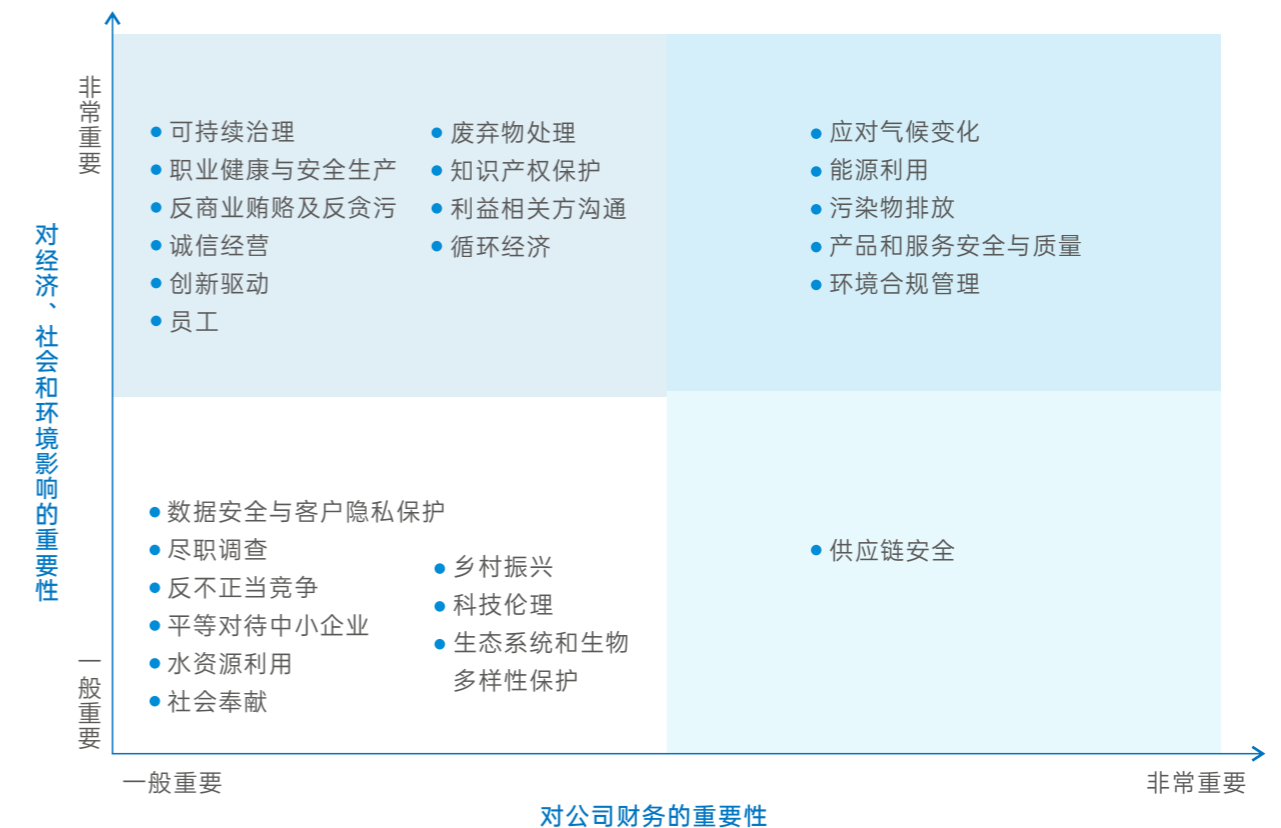 非常重要
对经济、社会和环境影响的重要性
一般重要
可持续治理
职业健康与安全生产
反商业贿赂及反贪污
诚信经营
创新驱动
员工
废弃物处理
知识产权保护
利益相关方沟通
循环经济
应对气候变化
能源利用
污染物排放
产品和服务安全与质量
环境合规管理
数据安全与客户隐私保护
尽职调查
反不正当竞争
平等对待中小企业
水资源利用
社会奉献
乡村振兴
科技伦理
生态系统和生物
多样性保护
供应链安全
一般重要
非常重要
对公司财务的重要性